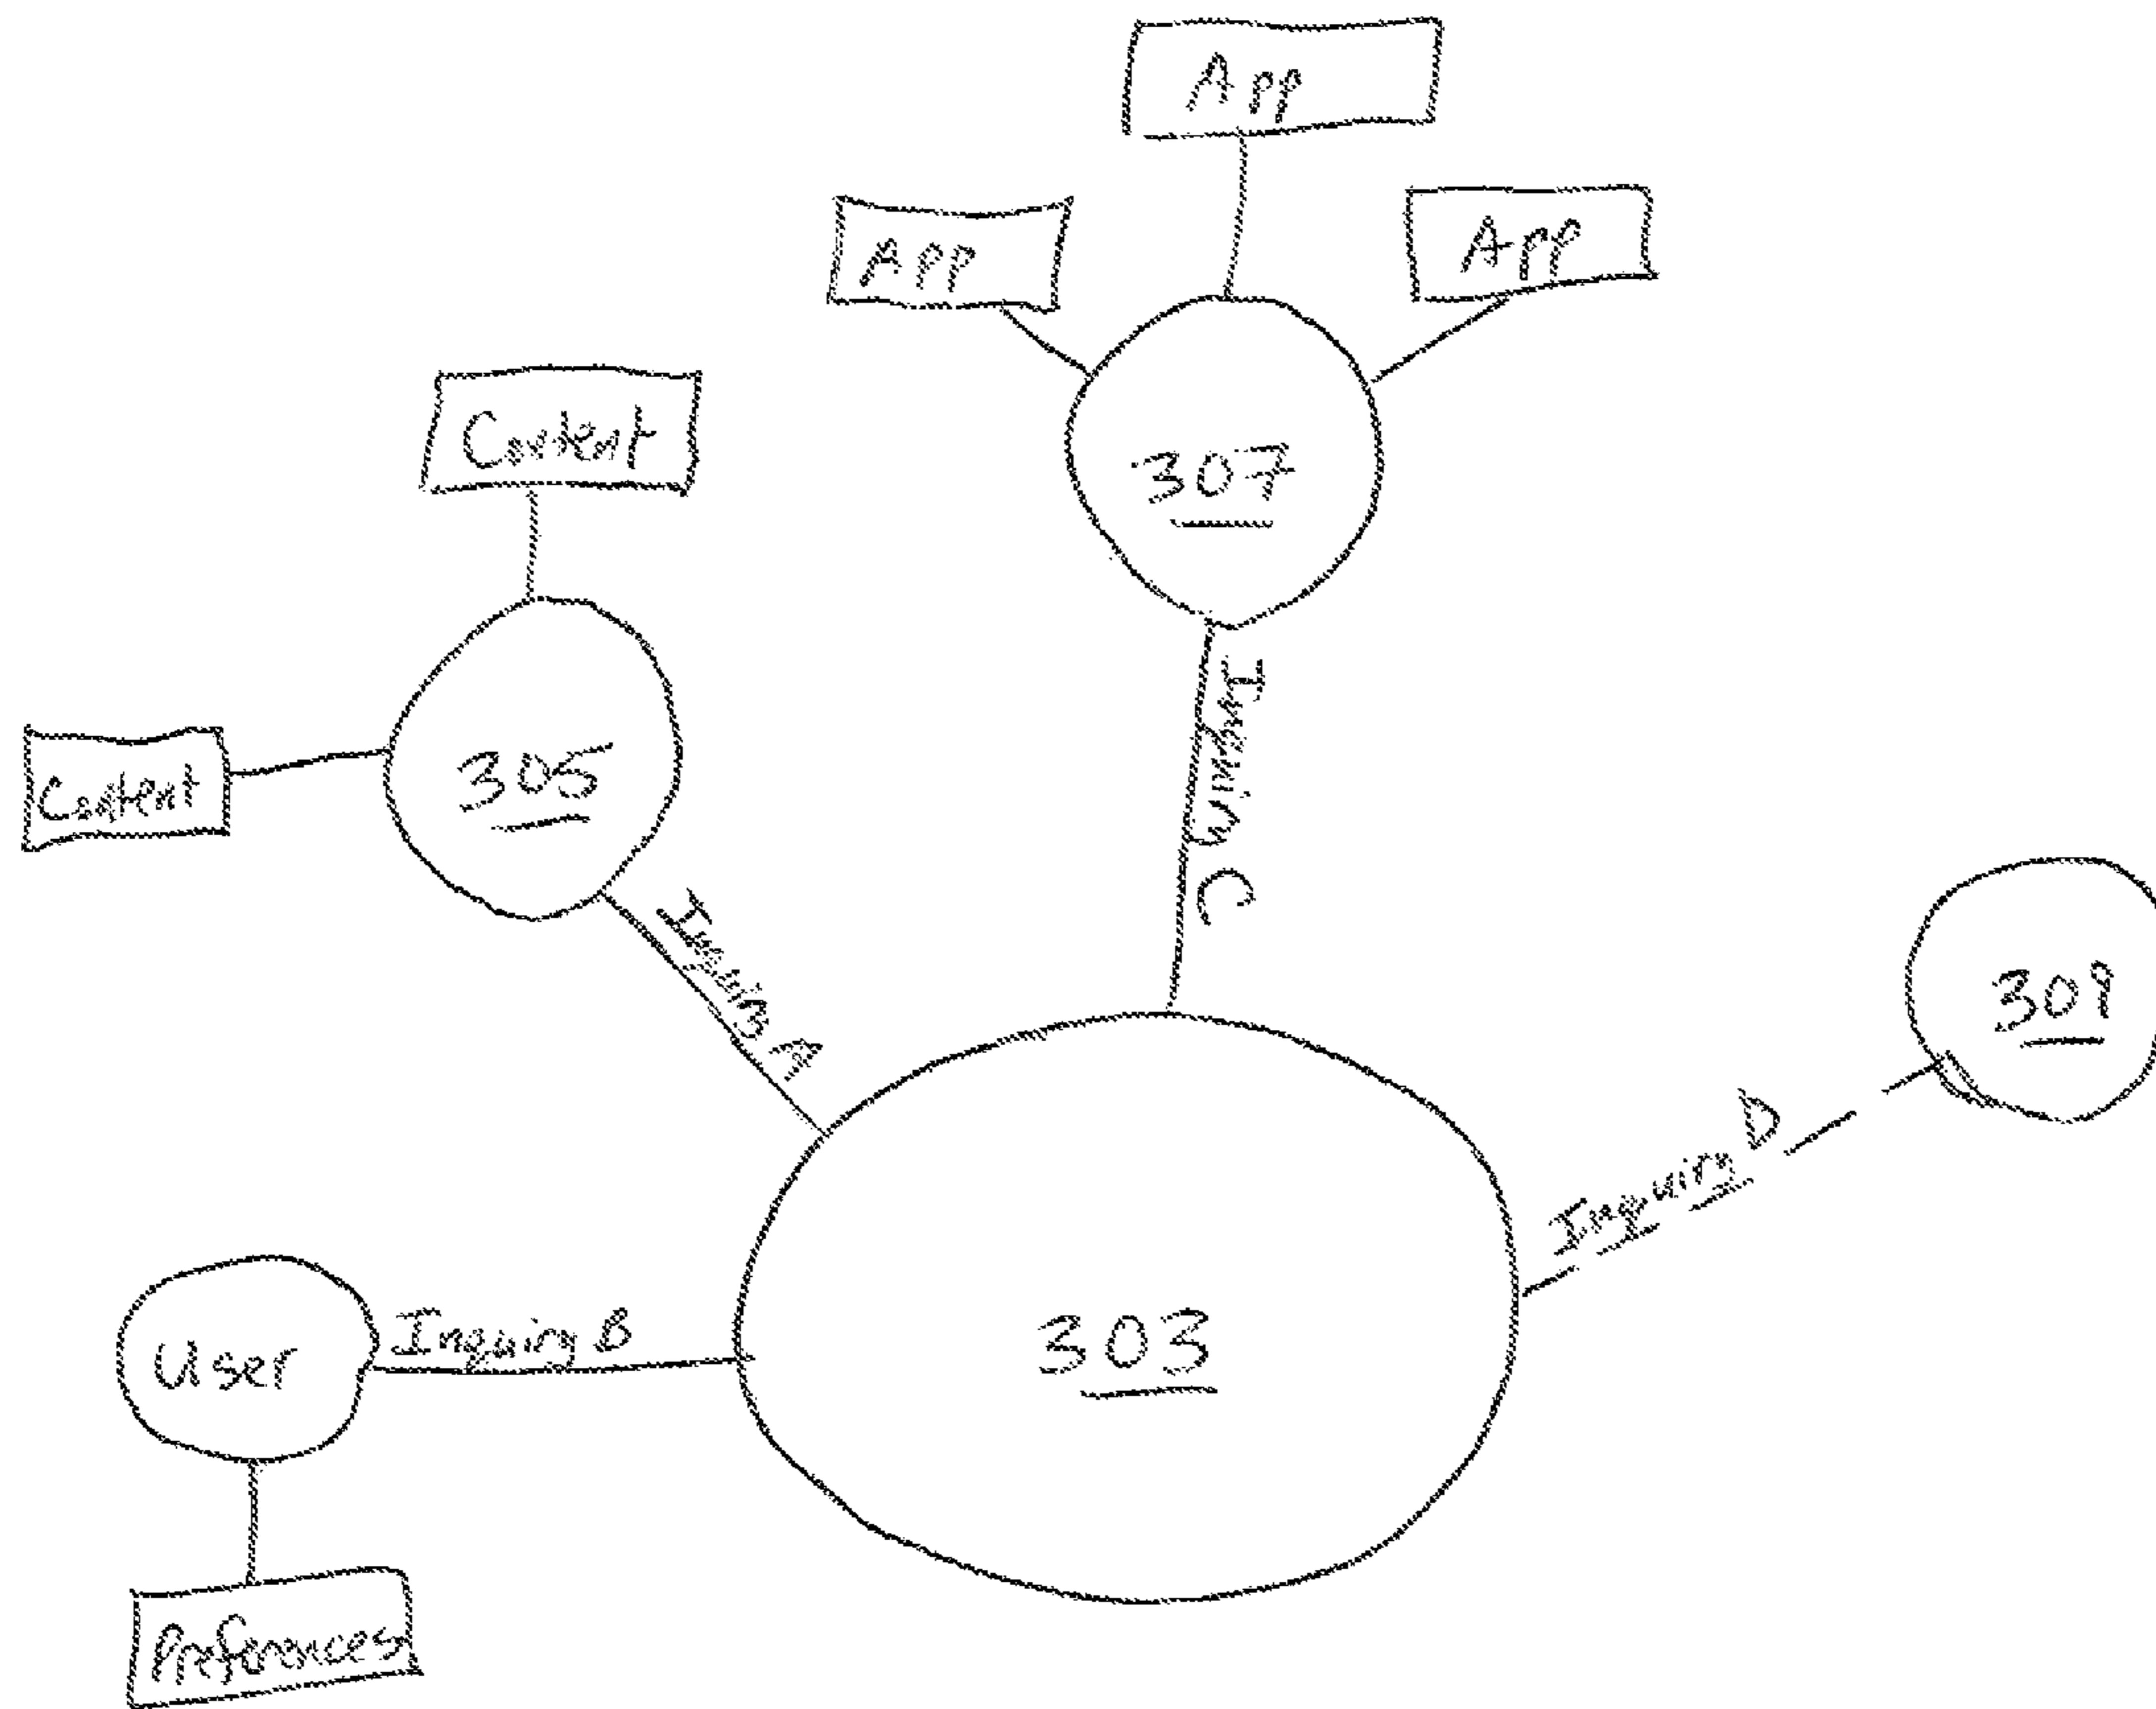 App
App
App
Content
307
Content
305
Inquiry C
Inquiry A
309
Inquiry D
User
Inquiry B
303
Preferences